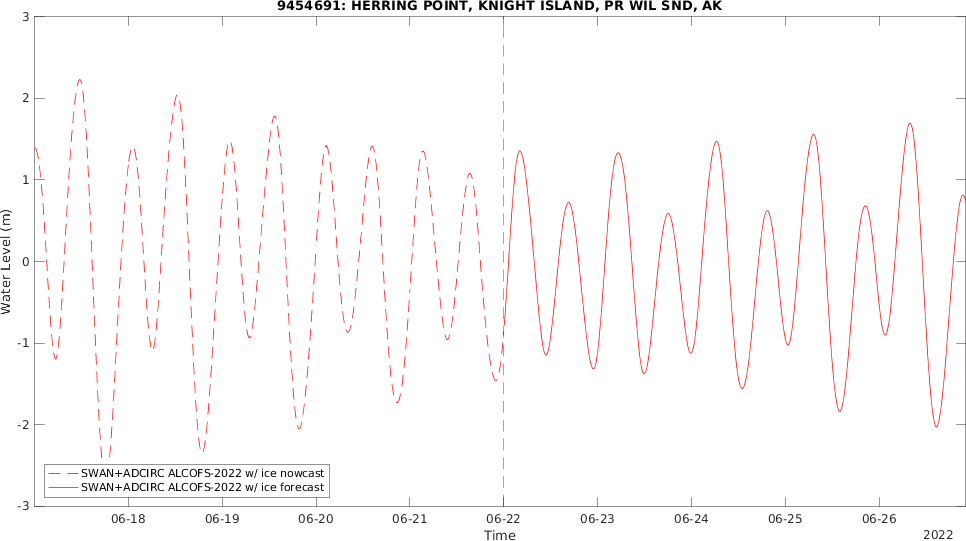 9454691: HERRING POINT, KNIGHT ISLAND, PR WIL SND, AK
3
2
1
0
-1
-2
-3
Water Level (m)
SWAN+ADCIRC ALCOFS-2022 w/ ice nowcast
SWAN+ADCIRC ALCOFS-2022 w/ ice forecast
06-18 06-19 06-20 06-21 06-22 06-23 06-24 06-25 06-26
Time
2022